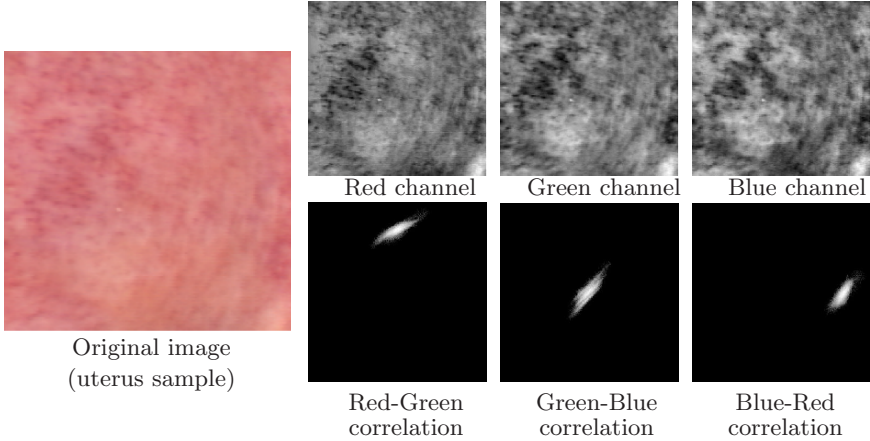 Red channel
Green channel
Blue channel
Original image
(uterus sample)
Red-Green
correlation
Green-Blue
correlation
Blue-Red
correlation